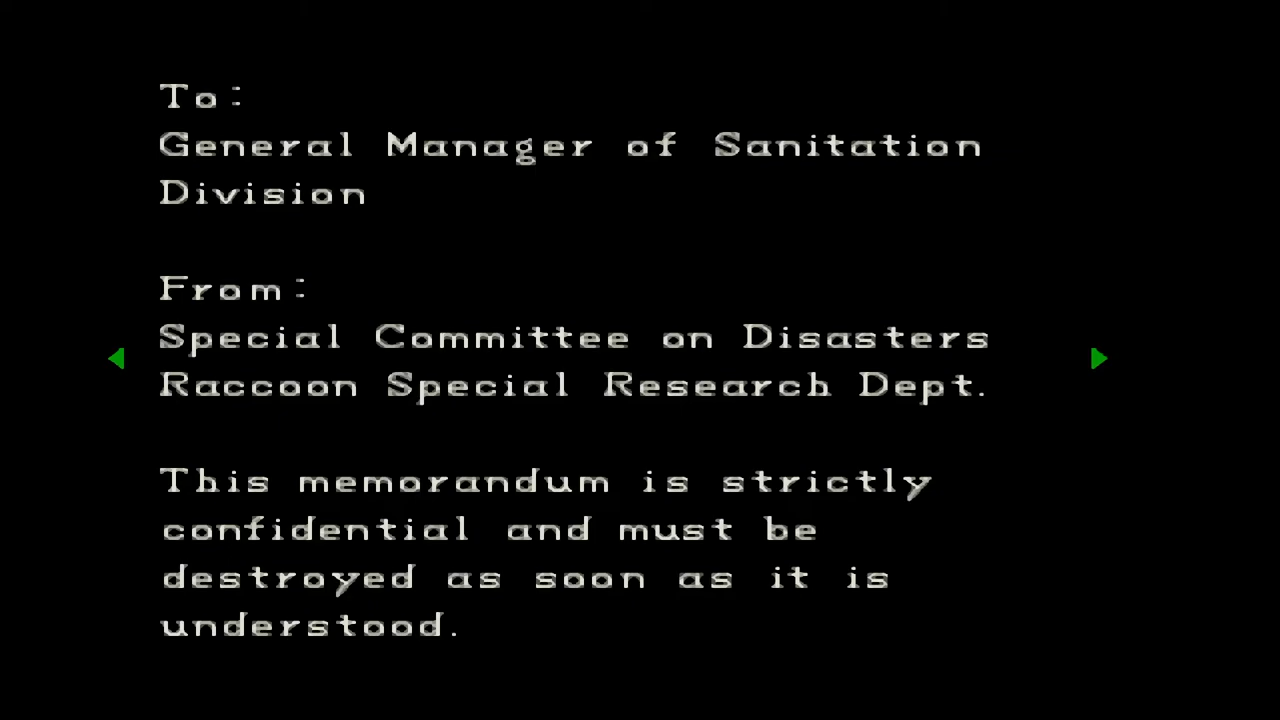 To:
General Manager of Sanitation
Division
From:
Special Committee on Disasters
Raccoon Special Research Dept.
This memorandum is strictly
confidential and must be
destroyed as soon as it is
understood.